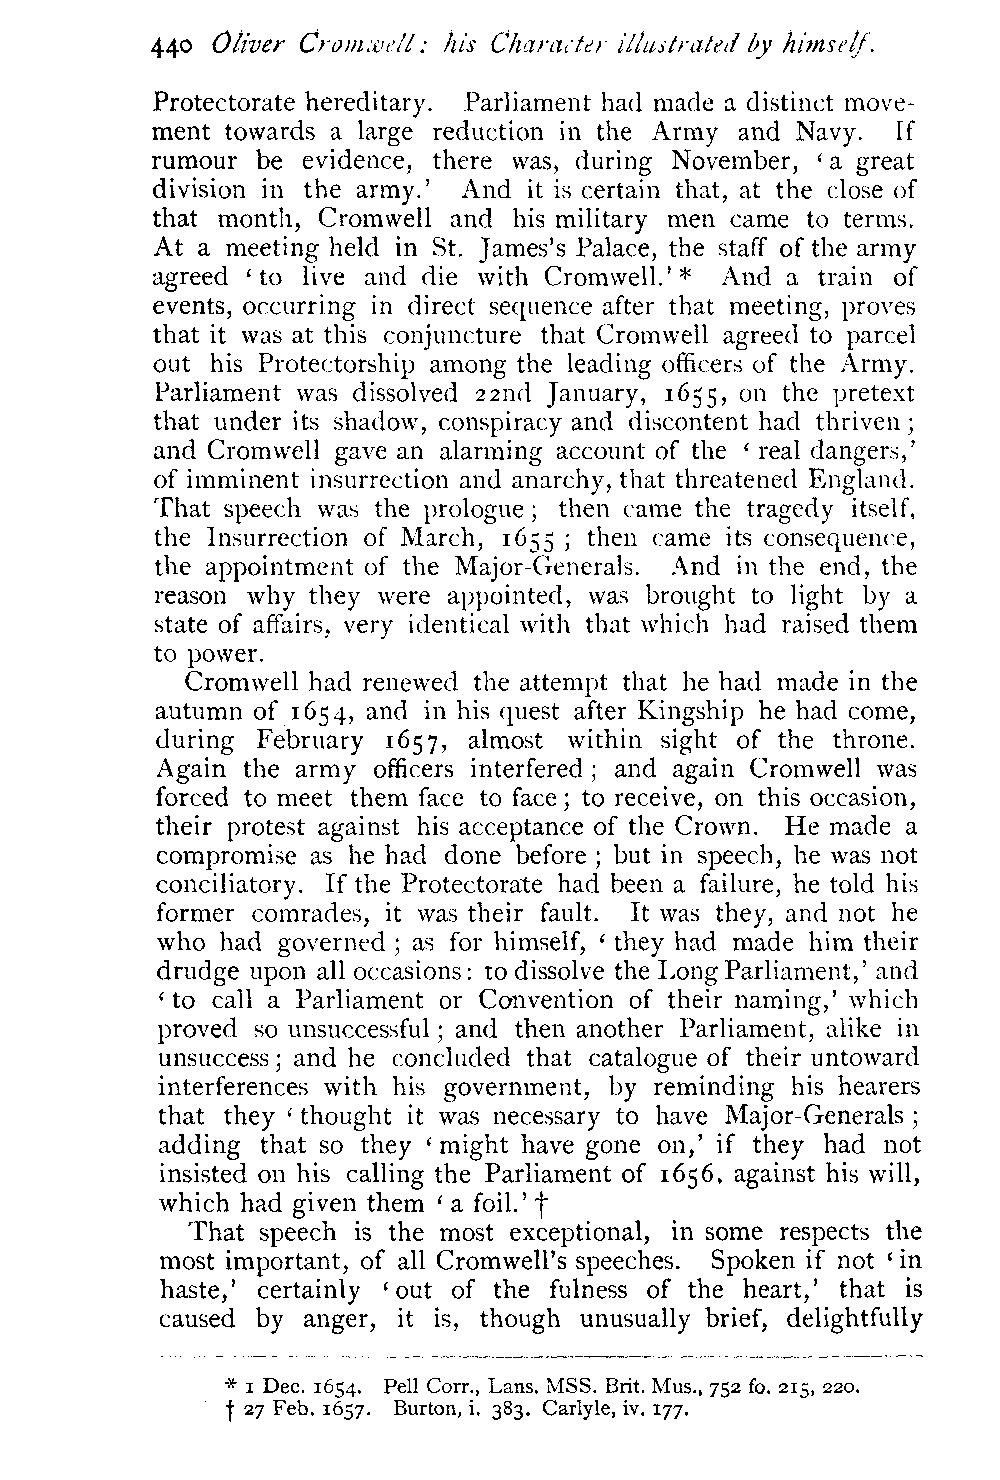 440 Oliver Cromwell: his Character illustrated by himself.
Protectorate hereditary. Parliament had made a distinct move-
ment towards a large reduction in the Army and Navy. If
rumour be evidence, there was, during November, ‘a great
division in the army.’ And it is certain that, at the close of
that month, Cromwell and his military men came to terms.
At a meeting held in St. James’s Palace, the staff of the army
agreed ‘to live and die with Cromwell.’* And a train of
events, occurring in direct sequence after that meeting, proves
that it was at this conjuncture that Cromwell agreed to parcel
out his Protectorship among the leading officers of the Army.
Parliament was dissolved 22nd January, 1655, on the pretext
that under its shadow, conspiracy and discontent had thriven;
and Cromwell gave an alarming account of the ‘real dangers,’
of imminent insurrection and anarchy, that threatened England.
That speech was the prologue; then came the tragedy itself,
the Insurrection of March, 1655; then came its consequence,
the appointment of the Major-Generals. And in the end, the
reason why they were appointed, was brought to light by a
state of affairs, very identical with that which had raised them
to power.
Cromwell had renewed the attempt that he had made in the
autumn of 1654, and in his quest after Kingship he had come,
during February 1657, almost within sight of the throne.
Again the army officers interfered; and again Cromwell was
forced to meet them face to face; to receive, on this occasion,
their protest against his acceptance of the Crown. He made a
compromise as he had done before; but in speech, he was not
conciliatory. If the Protectorate had been a failure, he told his
former comrades, it was their fault. It was they, and not he
who had governed; as for himself, ‘they had made him their
drudge upon all occasions: to dissolve the Long Parliament,’ and
‘to call a Parliament or Convention of their naming,’ which
proved so unsuccessful; and then another Parliament, alike in
unsuccess; and he concluded that catalogue of their untoward
interferences with his government, by reminding his hearers
that they ‘thought it was necessary to have Major-Generals;
adding that so they ‘might have gone on,’ if they had not
insisted on his calling the Parliament of 1656, against his will,
which had given them ‘a foil.’†
That speech is the most exceptional, in some respects the
most important, of all Cromwell’s speeches. Spoken if not ‘in
haste,’ certainly ‘out of the fulness of the heart,’ that is
caused by anger, it is, though unusually brief, delightfully
* 1 Dec. 1654. Pell Corr., Lans. MSS. Brit. Mus., 752 fo. 215, 220.
† 27 Feb. 1657. Burton, i. 383. Carlyle, iv. 177.